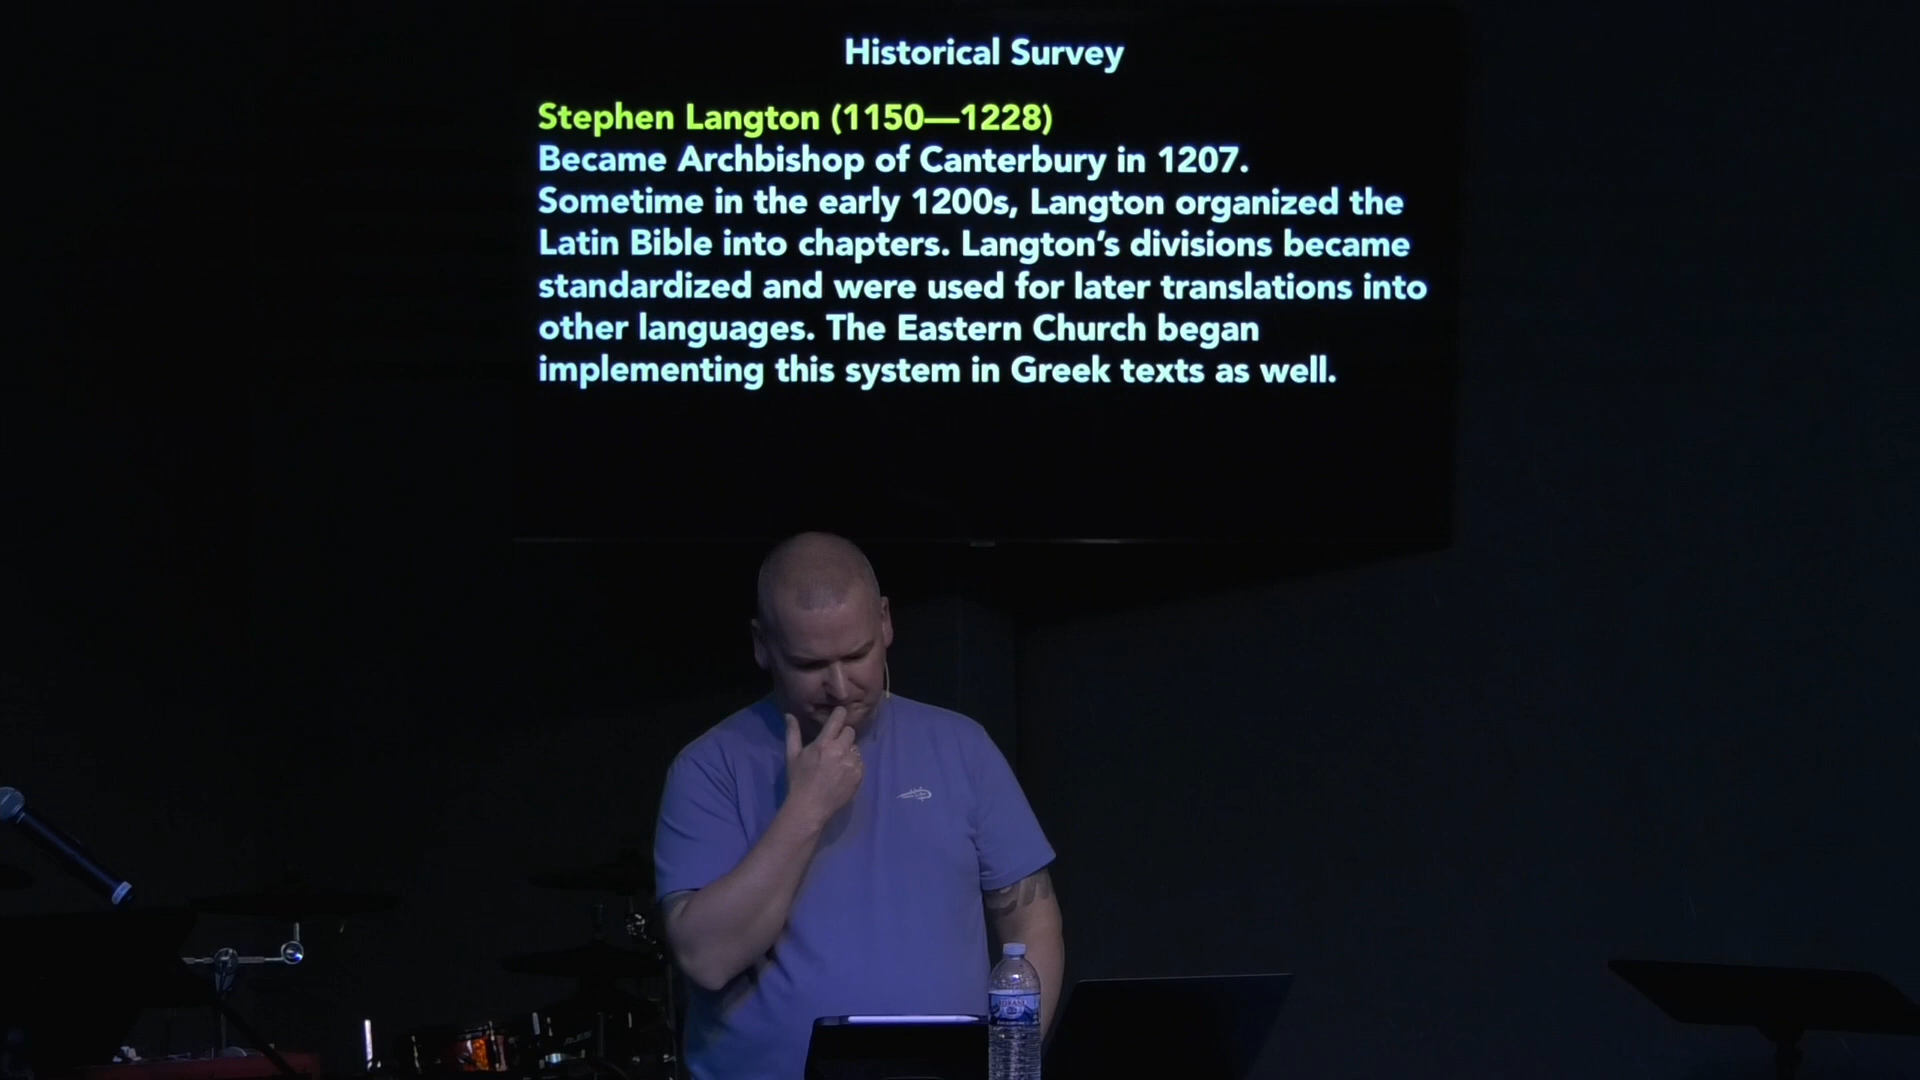 Historical Survey
Stephen Langton (1150—1228)
Became Archbishop of Canterbury in 1207.
Sometime in the early 1200s, Langton organized the
Latin Bible into chapters. Langton’s divisions became
standardized and were used for later translations into
other languages. The Eastern Church began
implementing this system in Greek texts as well.